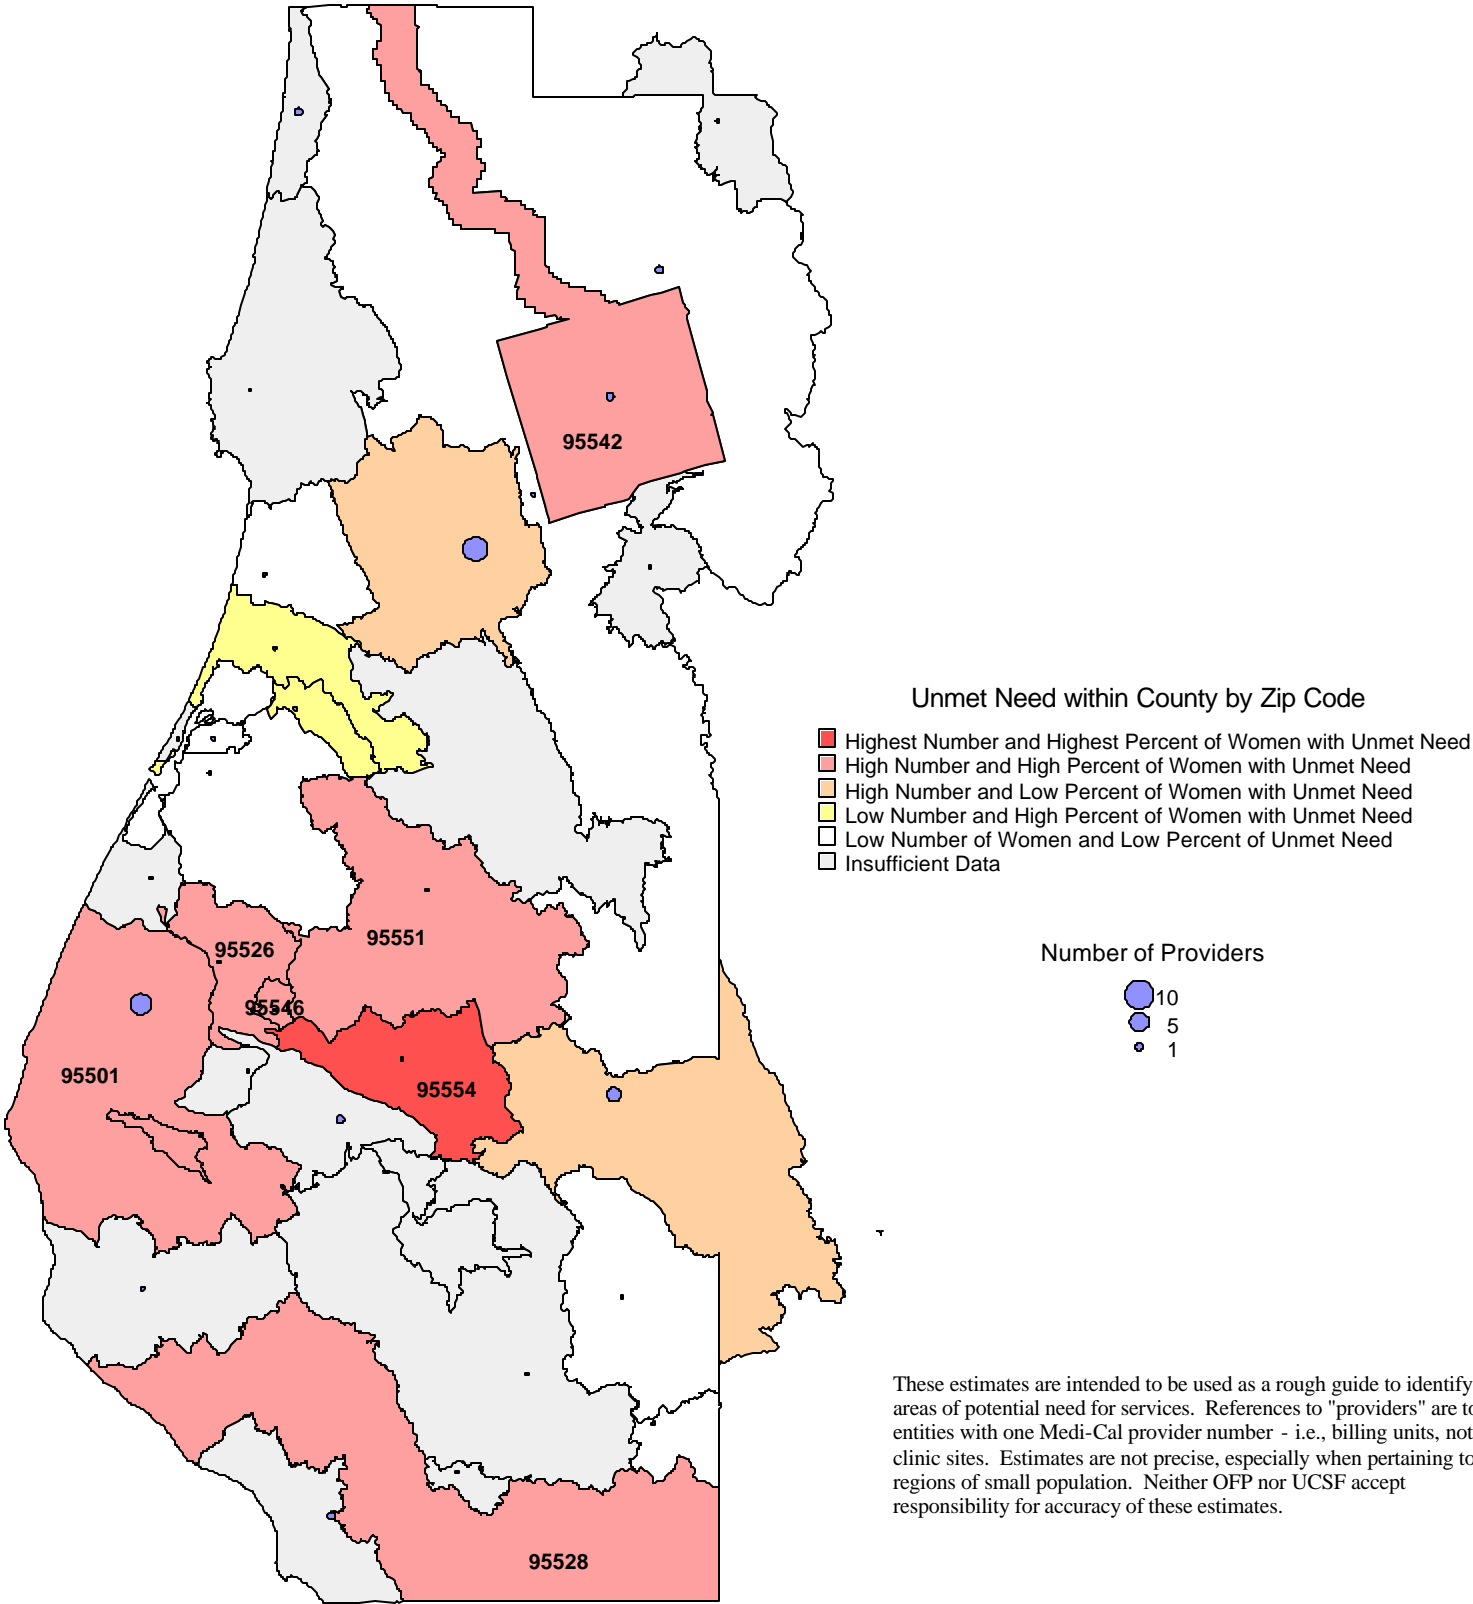 95542
Unmet Need within County by Zip Code
Highest Number and Highest Percent of Women with Unmet Need
High Number and High Percent of Women with Unmet Need
High Number and Low Percent of Women with Unmet Need
Low Number and High Percent of Women with Unmet Need
Low Number of Women and Low Percent of Unmet Need
Insufficient Data
95551
95526
95546
95501
95554
95528
Number of Providers
10
5
1
These estimates are intended to be used as a rough guide to identify
areas of potential need for services. References to "providers" are to
entities with one Medi-Cal provider number - i.e., billing units, not
clinic sites. Estimates are not precise, especially when pertaining to
regions of small population. Neither OFP nor UCSF accept
responsibility for accuracy of these estimates.